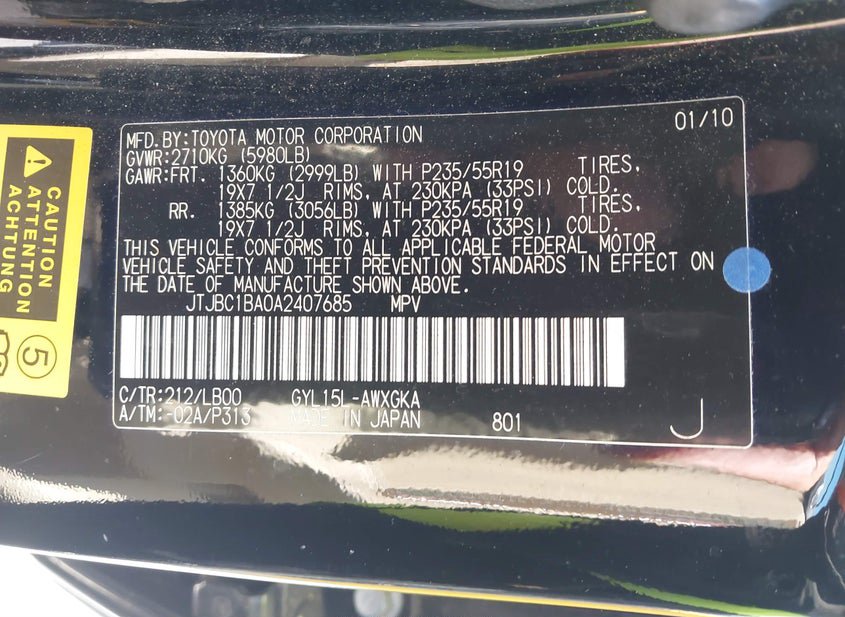 MFD.BY:TOYOTA MOTOR CORPORATION 01/10
GVWR:2710KG (5980LB)
GAWR:FRT. 1360KG (2999LB) WITH P235/55R19 TIRES,
19X7 1/2J RIMS, AT 230KPA (33PSI) COLD.
RR. 1385KG (3056LB) WITH P235/55R19 TIRES,
19X7 1/2J RIMS, AT 230KPA (33PSI) COLD.
THIS VEHICLE CONFORMS TO ALL APPLICABLE FEDERAL MOTOR
VEHICLE SAFETY AND THEFT PREVENTION STANDARDS IN EFFECT ON
THE DATE OF MANUFACTURE SHOWN ABOVE.
JTJBC1BA0A2407685 MPV
C/TR:212/LB00 GYL15L-AWXGKA
A/TM:-02A/P313 MADE IN JAPAN 801 J
CAUTION
ATTENTION
ACHTUNG
5